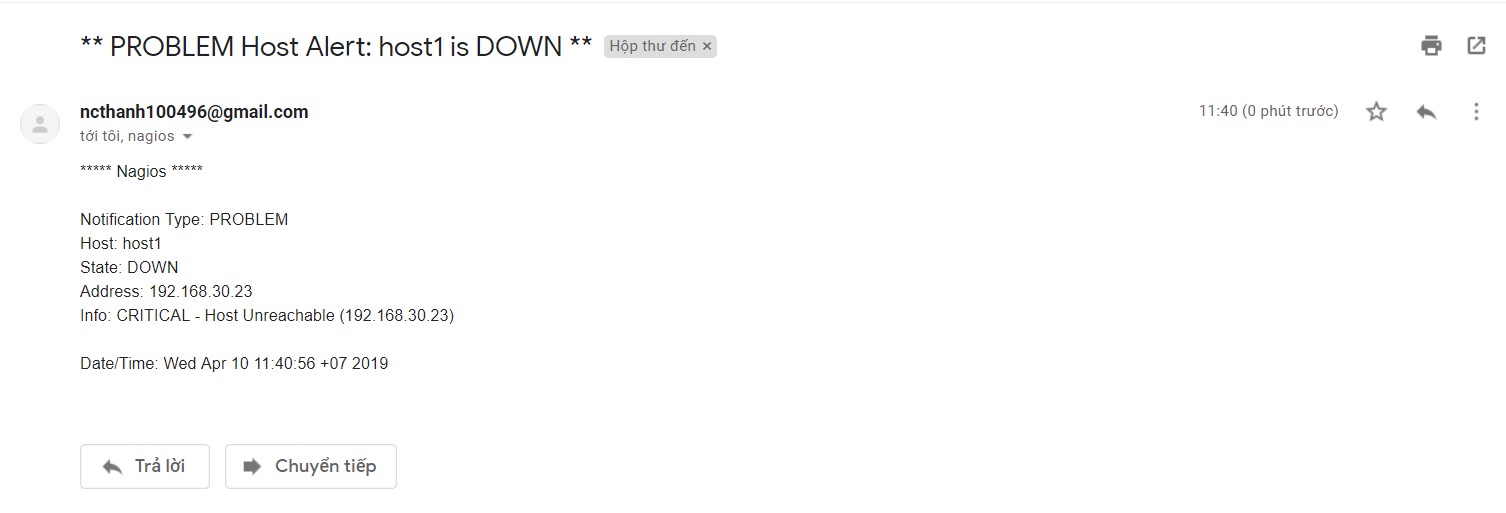 ** PROBLEM Host Alert: host1 is DOWN ** Hộp thư đến ×
ncthanh100496@gmail.com 11:40 (0 phút trước)
tới tôi, nagios
***** Nagios *****
Notification Type: PROBLEM
Host: host1
State: DOWN
Address: 192.168.30.23
Info: CRITICAL - Host Unreachable (192.168.30.23)
Date/Time: Wed Apr 10 11:40:56 +07 2019
Trả lời Chuyển tiếp